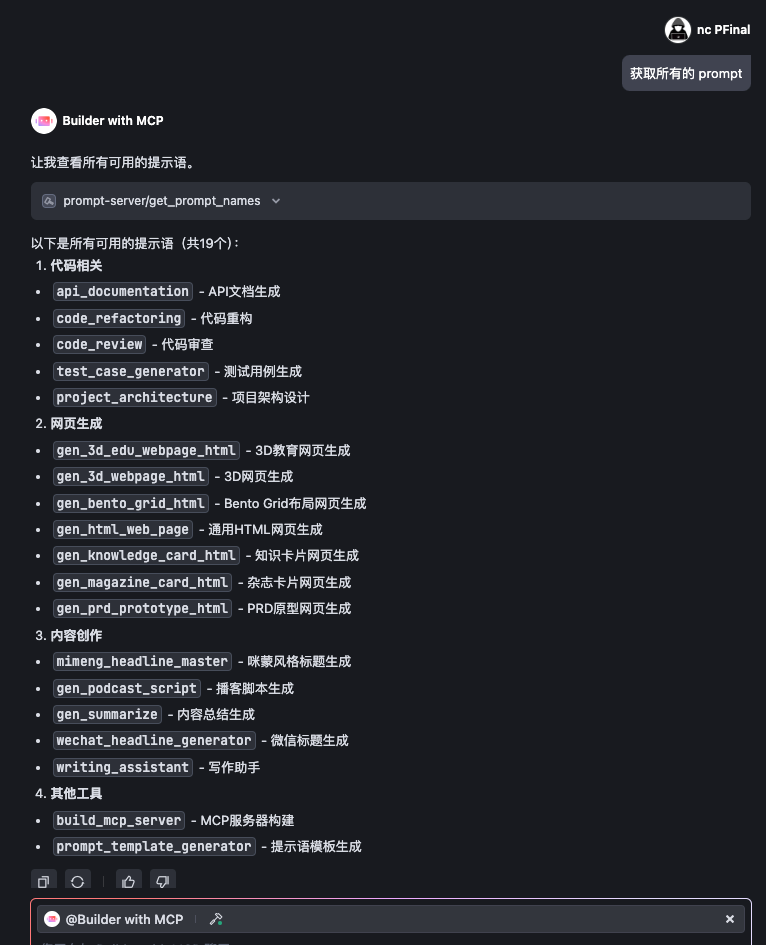 nc PFinal
获取所有的 prompt
Builder with MCP
让我查看所有可用的提示语。
prompt-server/get_prompt_names
以下是所有可用的提示语（共19个）：
1. 代码相关
• api_documentation - API文档生成
• code_refactoring - 代码重构
• code_review - 代码审查
• test_case_generator - 测试用例生成
• project_architecture - 项目架构设计
2. 网页生成
• gen_3d_edu_webpage_html - 3D教育网页生成
• gen_3d_webpage_html - 3D网页生成
• gen_bento_grid_html - Bento Grid布局网页生成
• gen_html_web_page - 通用HTML网页生成
• gen_knowledge_card_html - 知识卡片网页生成
• gen_magazine_card_html - 杂志卡片网页生成
• gen_prd_prototype_html - PRD原型网页生成
3. 内容创作
• mimeng_headline_master - 咪蒙风格标题生成
• gen_podcast_script - 播客脚本生成
• gen_summarize - 内容总结生成
• wechat_headline_generator - 微信标题生成
• writing_assistant - 写作助手
4. 其他工具
• build_mcp_server - MCP服务器构建
• prompt_template_generator - 提示语模板生成
@Builder with MCP